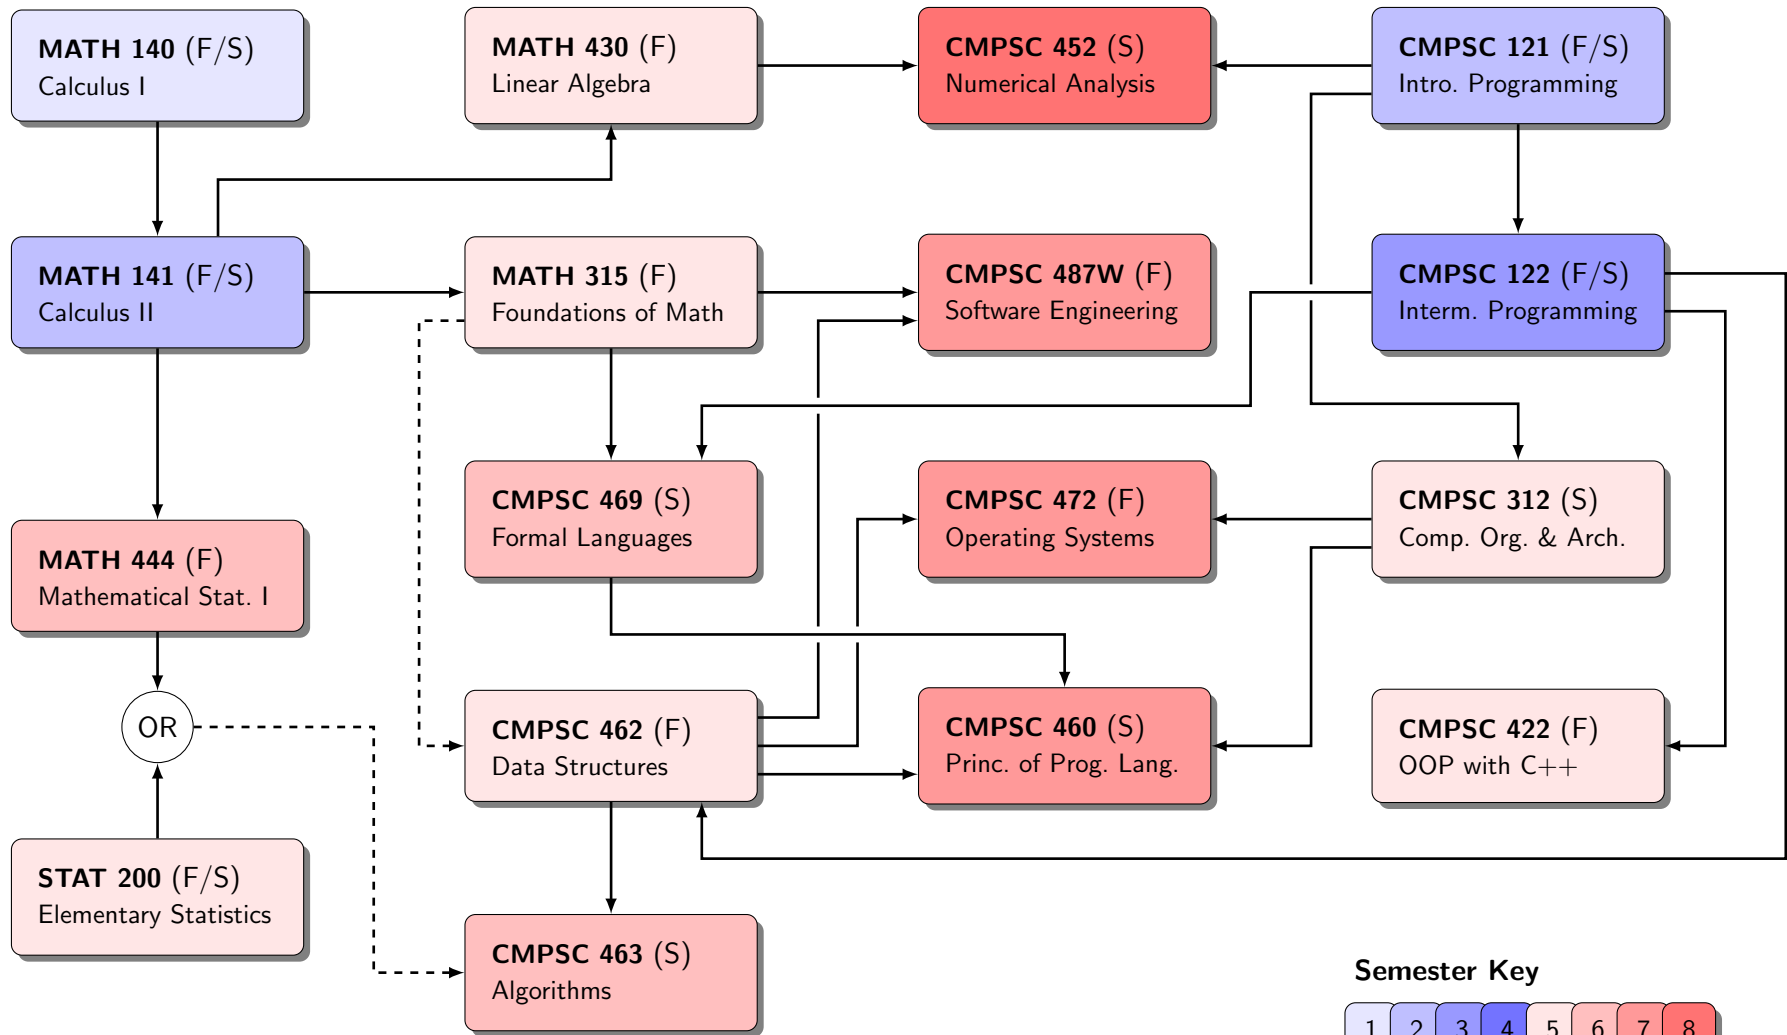 MATH 140 (F/S)
Calculus I
MATH 430 (F)
Linear Algebra
CMPSC 452 (S)
Numerical Analysis
CMPSC 121 (F/S)
Intro. Programming
MATH 141 (F/S)
Calculus II
MATH 315 (F)
Foundations of Math
CMPSC 487W (F)
Software Engineering
CMPSC 122 (F/S)
Interm. Programming
MATH 444 (F)
Mathematical Stat. I
CMPSC 469 (S)
Formal Languages
CMPSC 472 (F)
Operating Systems
CMPSC 312 (S)
Comp. Org. & Arch.
OR
CMPSC 462 (F)
Data Structures
CMPSC 460 (S)
Princ. of Prog. Lang.
CMPSC 422 (F)
OOP with C++
STAT 200 (F/S)
Elementary Statistics
CMPSC 463 (S)
Algorithms
Semester Key
1 2 3 4 5 6 7 8